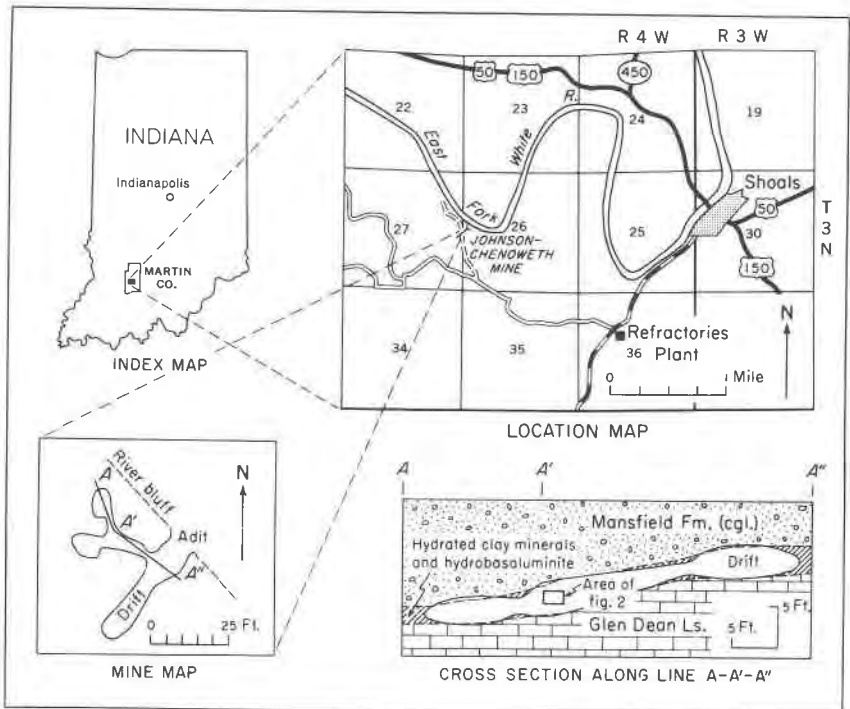 INDIANA
Indianapolis
MARTIN
CO.
INDEX MAP
R 4 W
R 3 W
50
150
450
22
23
R.
24
19
East
White
Shoals
Fork
27
26
25
50
30
T
3
N
JOHNSON-
CHENOWETH
MINE
150
N
34
35
Refractories
36 Plant
0
Mile
LOCATION MAP
River bluff
N
A
A'
Adit
A"
Drift
0
25 Ft.
MINE MAP
A
A'
A"
Mansfield Fm. (cgl.)
Hydrated clay minerals
and hydrobasaluminite
Drift
Area of
fig. 2
5 Ft.
Glen Dean Ls.
5 Ft.
CROSS SECTION ALONG LINE A-A'-A"